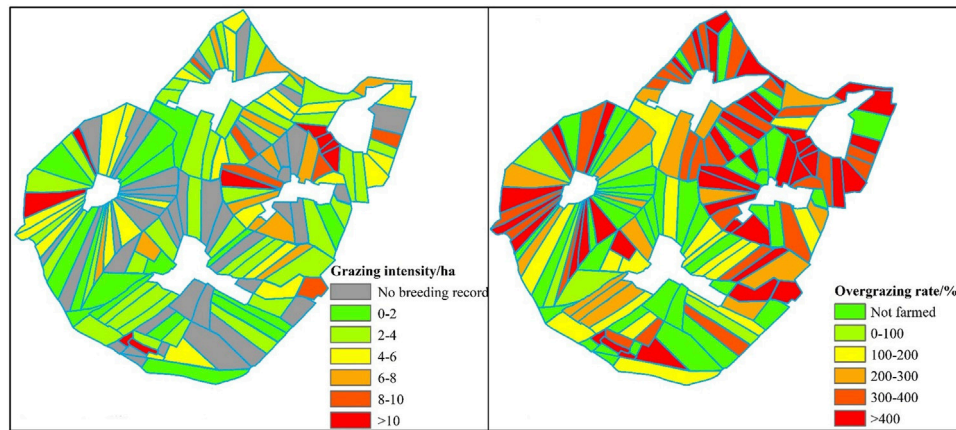 Grazing intensity/ha
No breeding record
0-2
2-4
4-6
6-8
8-10
>10
Overgrazing rate/%
Not farmed
0-100
100-200
200-300
300-400
>400